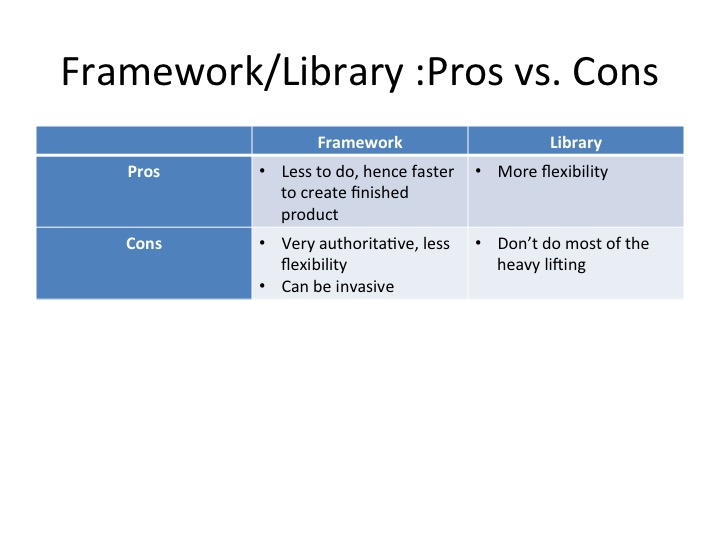 Framework/Library :Pros vs. Cons
Framework
Library
Pros
• Less to do, hence faster
to create finished
product
• More flexibility
Cons
• Very authoritative, less
flexibility
• Can be invasive
• Don’t do most of the
heavy lifting